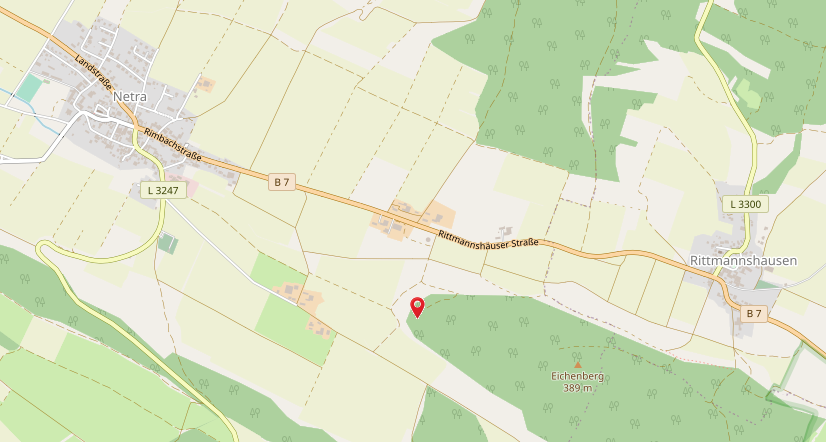 Landstraße
Netra
Rimbachstraße
B 7
L 3247
L 3300
Rittmannshäuser Straße
Rittmannshausen
B 7
Eichenberg
389 m